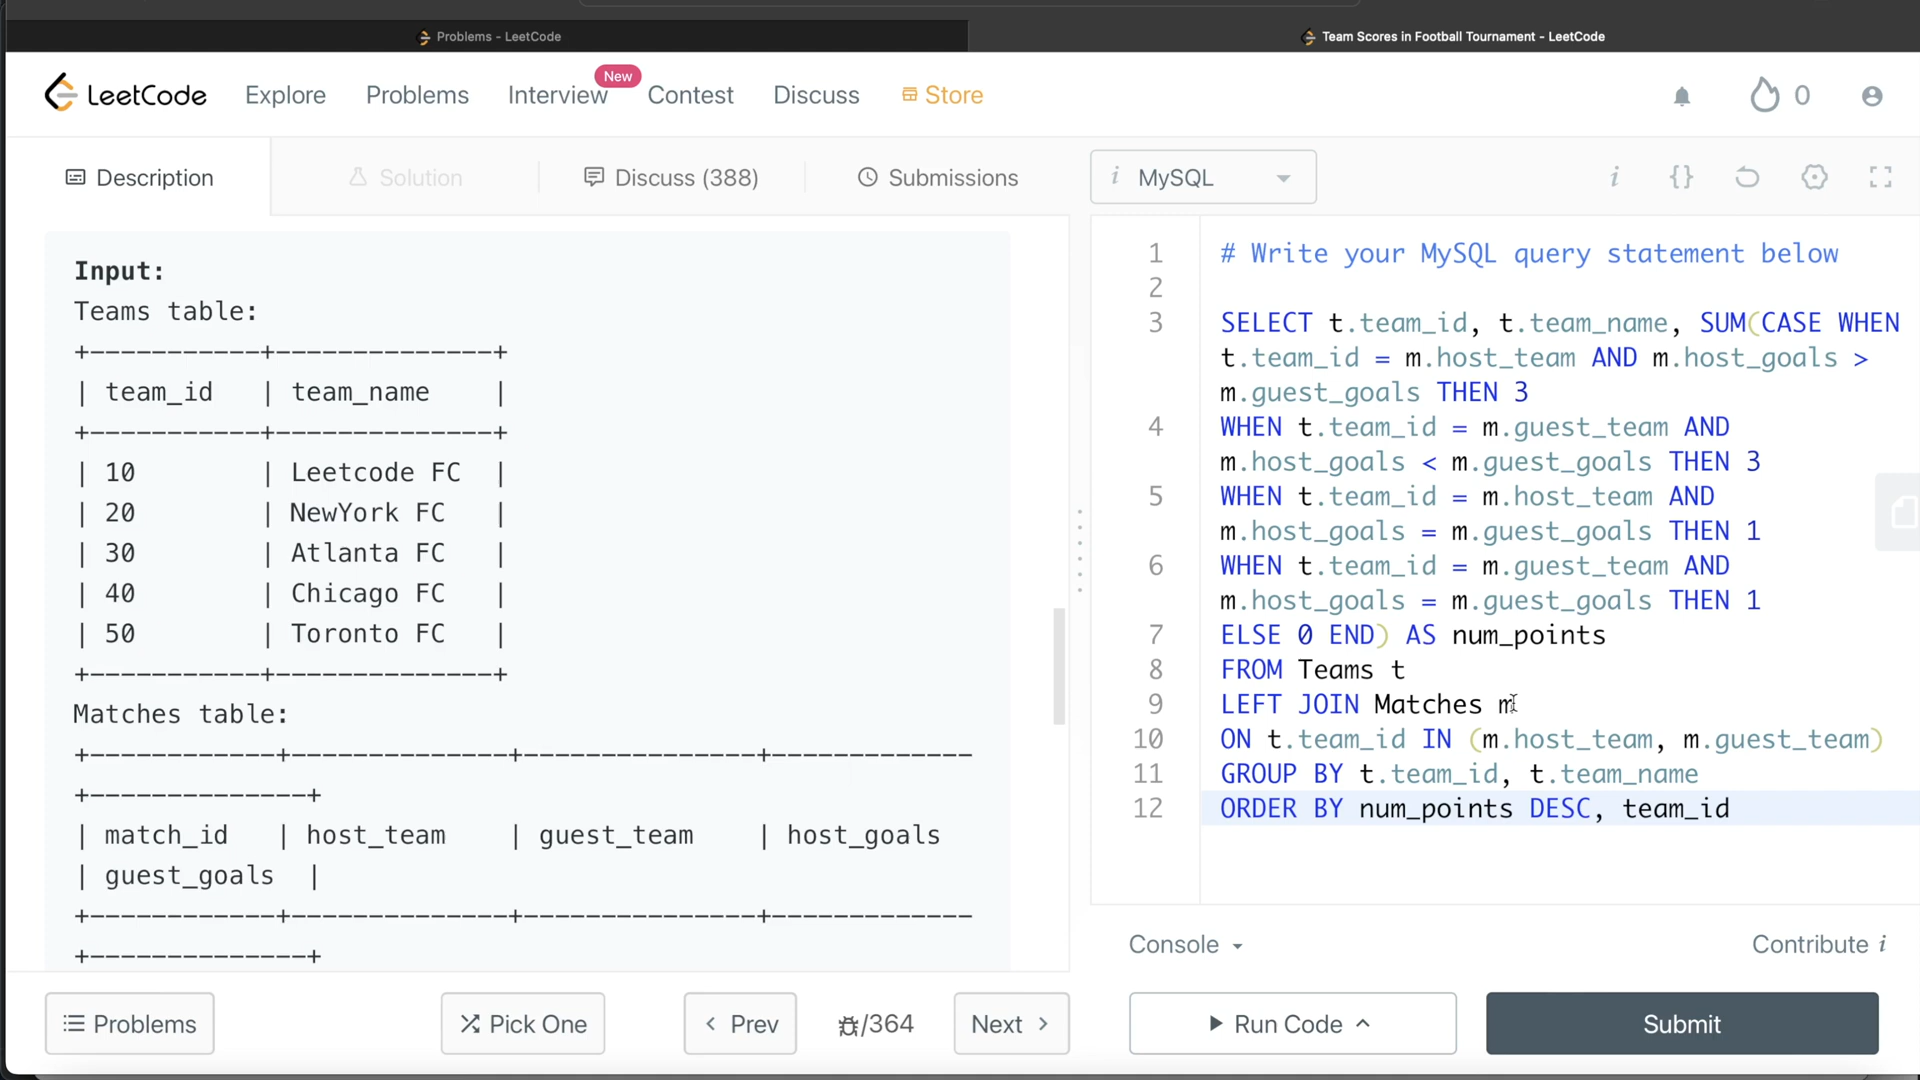 Problems - LeetCode
Team Scores in Football Tournament - LeetCode
LeetCode
Explore
Problems
Interview
New
Contest
Discuss
Store
0
Description
Solution
Discuss (388)
Submissions
i MySQL
i
{}
Input:
Teams table:
+-----------+--------------+
| team_id   | team_name    |
+-----------+--------------+
| 10        | Leetcode FC  |
| 20        | NewYork FC   |
| 30        | Atlanta FC   |
| 40        | Chicago FC   |
| 50        | Toronto FC   |
+-----------+--------------+
Matches table:
+------------+--------------+---------------+-------------
+--------------+
| match_id   | host_team    | guest_team    | host_goals
| guest_goals  |
+------------+--------------+---------------+-------------
+--------------+
1 # Write your MySQL query statement below
2
3 SELECT t.team_id, t.team_name, SUM(CASE WHEN
t.team_id = m.host_team AND m.host_goals >
m.guest_goals THEN 3
4 WHEN t.team_id = m.guest_team AND
m.host_goals < m.guest_goals THEN 3
5 WHEN t.team_id = m.host_team AND
m.host_goals = m.guest_goals THEN 1
6 WHEN t.team_id = m.guest_team AND
m.host_goals = m.guest_goals THEN 1
7 ELSE 0 END) AS num_points
8 FROM Teams t
9 LEFT JOIN Matches m
10 ON t.team_id IN (m.host_team, m.guest_team)
11 GROUP BY t.team_id, t.team_name
12 ORDER BY num_points DESC, team_id
Console
Contribute i
Problems
Pick One
Prev
/364
Next
Run Code
Submit